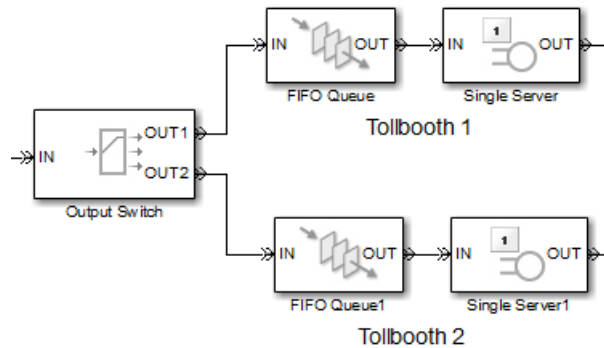 IN OUT
FIFO Queue
1
IN OUT
Single Server
Tollbooth 1
IN OUT1
OUT2
Output Switch
IN OUT
FIFO Queue1
1
IN OUT
Single Server1
Tollbooth 2